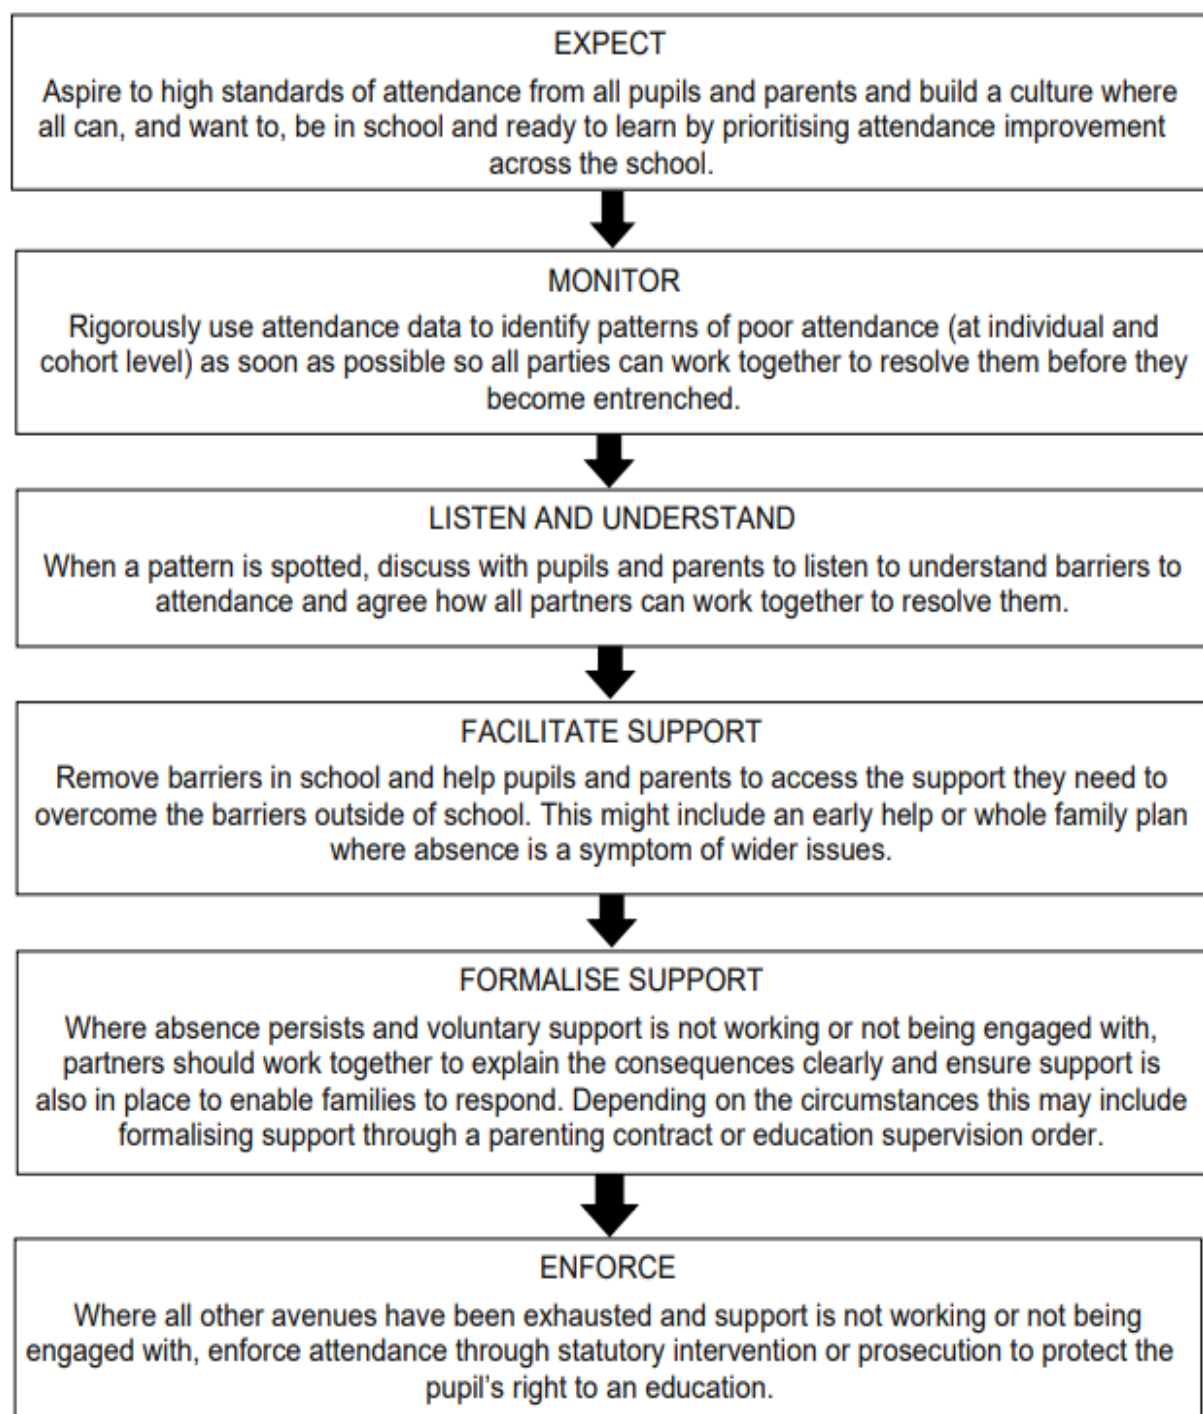 EXPECT
Aspire to high standards of attendance from all pupils and parents and build a culture where
all can, and want to, be in school and ready to learn by prioritising attendance improvement
across the school.
MONITOR
Rigorously use attendance data to identify patterns of poor attendance (at individual and
cohort level) as soon as possible so all parties can work together to resolve them before they
become entrenched.
LISTEN AND UNDERSTAND
When a pattern is spotted, discuss with pupils and parents to listen to understand barriers to
attendance and agree how all partners can work together to resolve them.
FACILITATE SUPPORT
Remove barriers in school and help pupils and parents to access the support they need to
overcome the barriers outside of school. This might include an early help or whole family plan
where absence is a symptom of wider issues.
FORMALISE SUPPORT
Where absence persists and voluntary support is not working or not being engaged with,
partners should work together to explain the consequences clearly and ensure support is
also in place to enable families to respond. Depending on the circumstances this may include
formalising support through a parenting contract or education supervision order.
ENFORCE
Where all other avenues have been exhausted and support is not working or not being
engaged with, enforce attendance through statutory intervention or prosecution to protect the
pupil's right to an education.